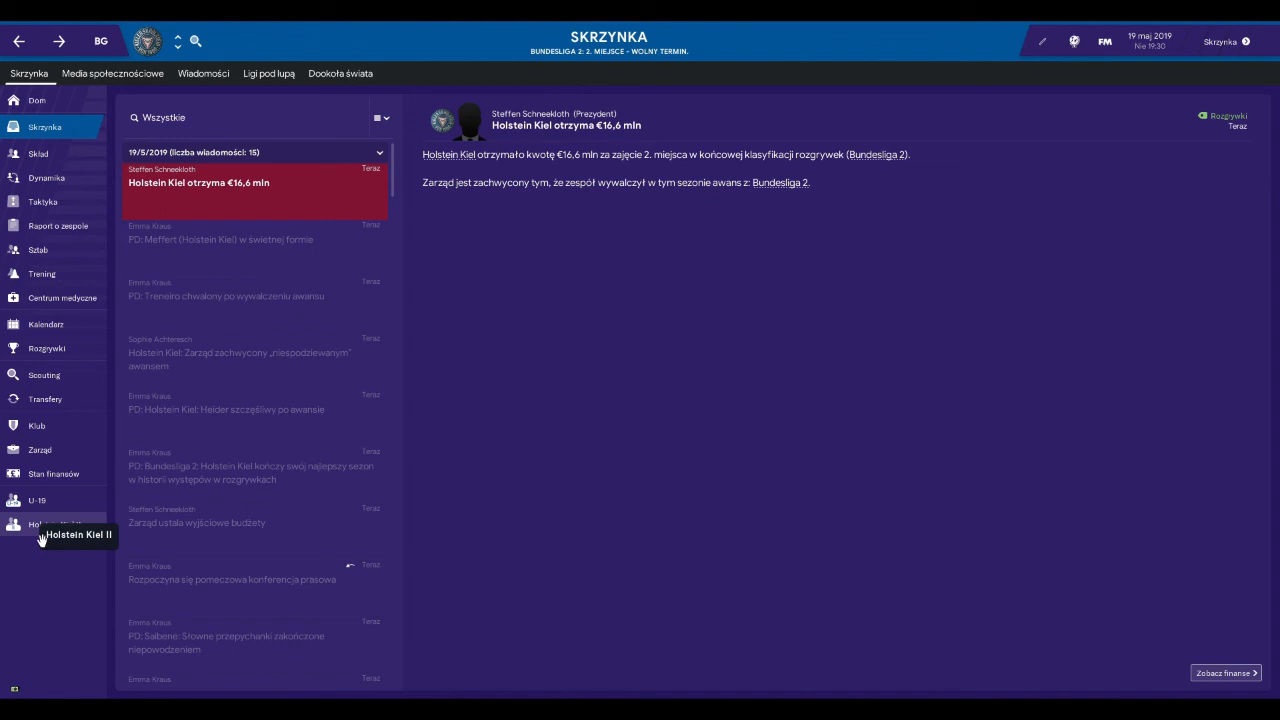 BG
SKRZYNKA
BUNDESLIGA 2: 2. MIEJSCE - WOLNY TERMIN.
FM
19 maj 2019
Nie 19:30
Skrzynka
Skrzynka
Media społecznościowe
Wiadomości
Ligi pod lupą
Dookoła świata
Dom
Skrzynka
Skład
Dynamika
Taktyka
Raport o zespole
Sztab
Trening
Centrum medyczne
Kalendarz
Rozgrywki
Scouting
Transfery
Klub
Zarząd
Stan finansów
U-19
Holstein Kiel II
Wszystkie
19/5/2019 (liczba wiadomości: 15)
Steffen Schneekloth Teraz
Holstein Kiel otrzyma €16,6 mln
Emma Kraus Teraz
PD: Meffert (Holstein Kiel) w świetnej formie
Emma Kraus Teraz
PD: Treneiro chwalony po wywalczeniu awansu
Sophie Achtaresch Teraz
Holstein Kiel: Zarząd zachwycony „niespodziewanym”
awansem
Emma Kraus Teraz
PD: Holstein Kiel: Heider szczęśliwy po awansie
Emma Kraus Teraz
PD: Bundesliga 2: Holstein Kiel kończy swój najlepszy sezon
w historii występów w rozgrywkach
Steffen Schneekloth Teraz
Zarząd ustala wyjściowe budżety
Emma Kraus Teraz
Rozpoczyna się pomeczowa konferencja prasowa
Emma Kraus Teraz
PD: Salbene: Słowne przepychanki zakończone
niepowodzeniem
Emma Kraus Teraz
Steffen Schneekloth (Prezydent)
Holstein Kiel otrzyma €16,6 mln
Rozgrywki
Teraz
Holstein Kiel otrzymało kwotę €16,6 mln za zajęcie 2. miejsca w końcowej klasyfikacji rozgrywek (Bundesliga 2).
Zarząd jest zachwycony tym, że zespół wywalczył w tym sezonie awans z: Bundesliga 2.
Zobacz finanse